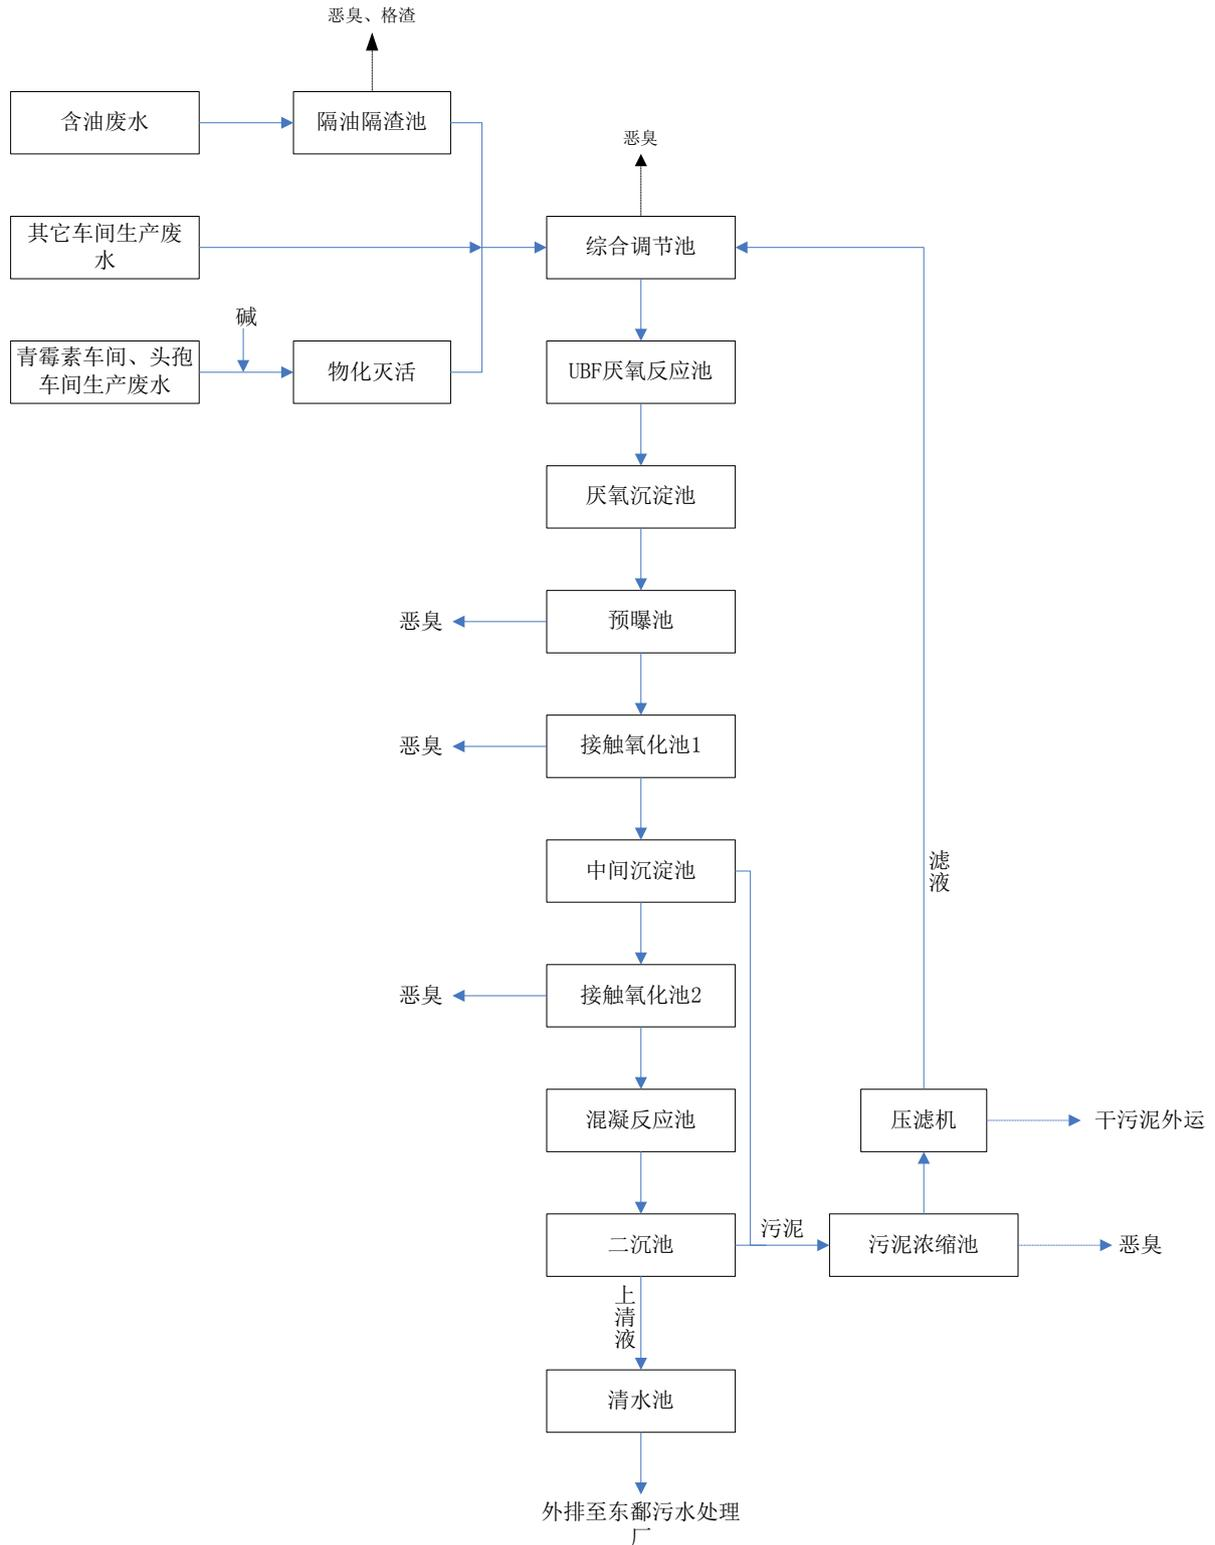 恶臭、格渣
含油废水
隔油隔渣池
恶臭
其它车间生产废
水
综合调节池
碱
青霉素车间、头孢
车间生产废水
物化灭活
UBF厌氧反应池
厌氧沉淀池
恶臭
预曝池
恶臭
接触氧化池1
中间沉淀池
滤
液
恶臭
接触氧化池2
混凝反应池
压滤机
干污泥外运
二沉池
污泥
污泥浓缩池
恶臭
上
清
液
清水池
外排至东鄱污水处理
厂